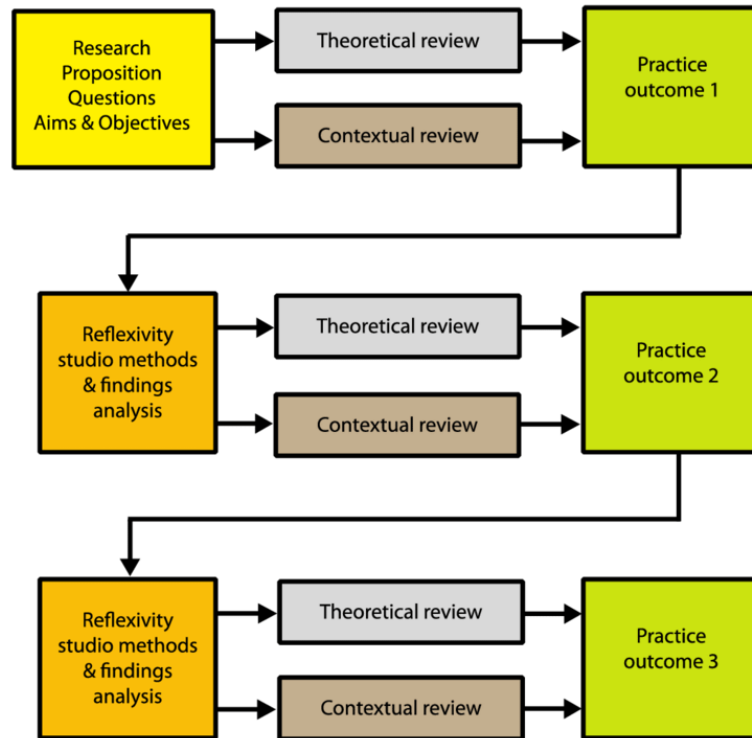 Research
Proposition
Questions
Aims & Objectives
Theoretical review
Contextual review
Practice
outcome 1
Reflexivity
studio methods
& findings
analysis
Theoretical review
Contextual review
Practice
outcome 2
Reflexivity
studio methods
& findings
analysis
Theoretical review
Contextual review
Practice
outcome 3